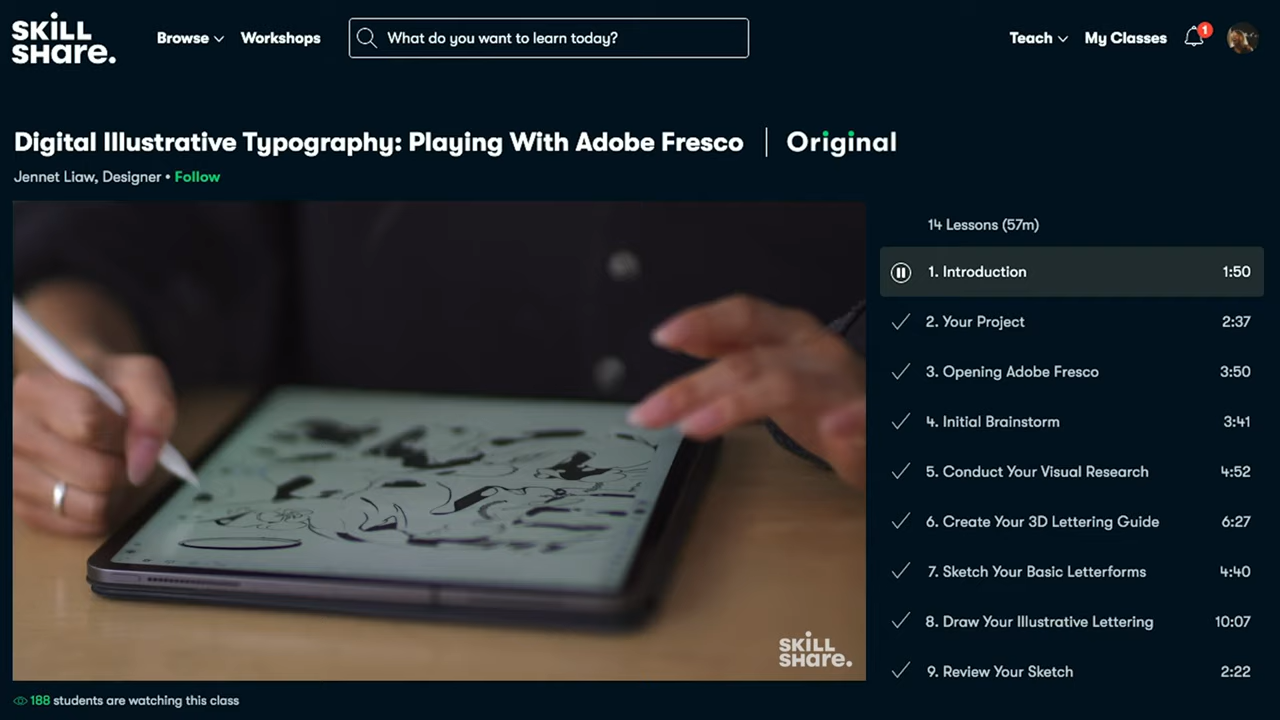 SKILL
SHare.
Browse
Workshops
What do you want to learn today?
Teach
My Classes
1
Digital Illustrative Typography: Playing With Adobe Fresco | Original
Jennet Liaw, Designer • Follow
14 Lessons (57m)
1. Introduction 1:50
2. Your Project 2:37
3. Opening Adobe Fresco 3:50
4. Initial Brainstorm 3:41
5. Conduct Your Visual Research 4:52
6. Create Your 3D Lettering Guide 6:27
7. Sketch Your Basic Letterforms 4:40
8. Draw Your Illustrative Lettering 10:07
9. Review Your Sketch 2:22
SKILL
SHare.
188 students are watching this class